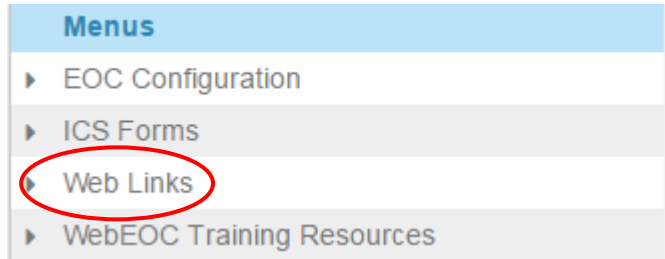 Menus
EOC Configuration
ICS Forms
Web Links
WebEOC Training Resources